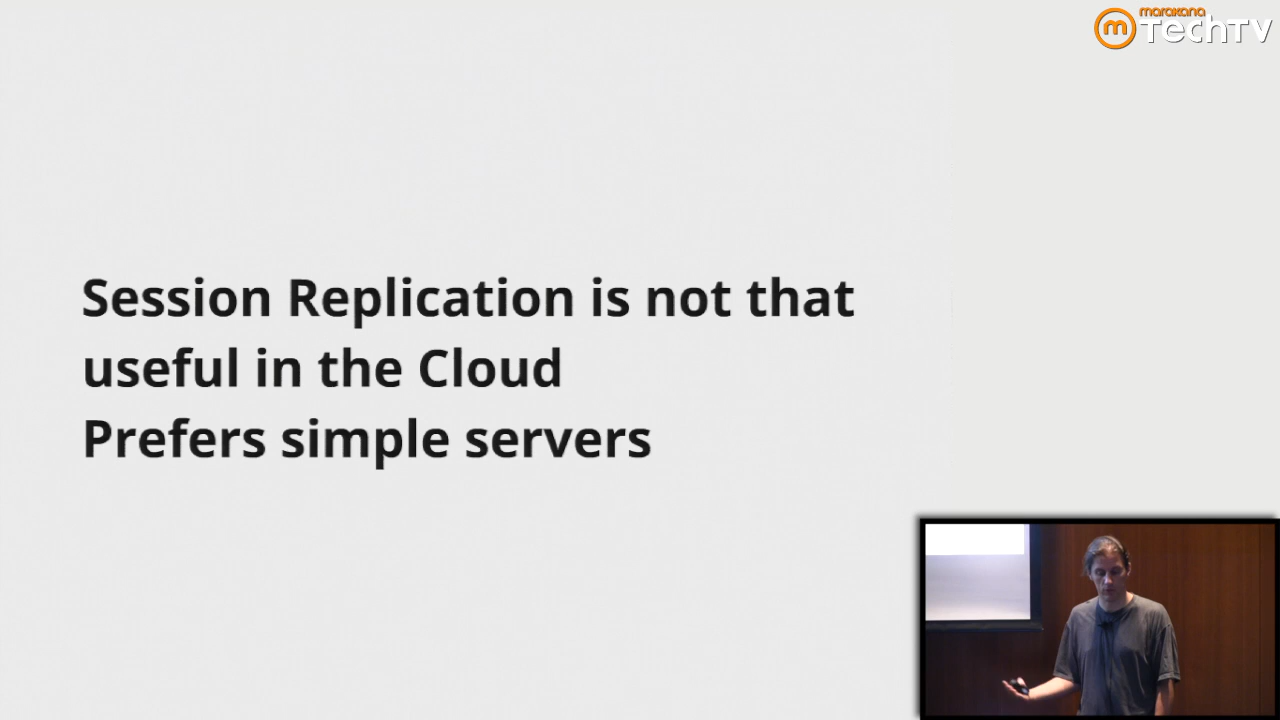 marakana
m TechTV
Session Replication is not that
useful in the Cloud
Prefers simple servers